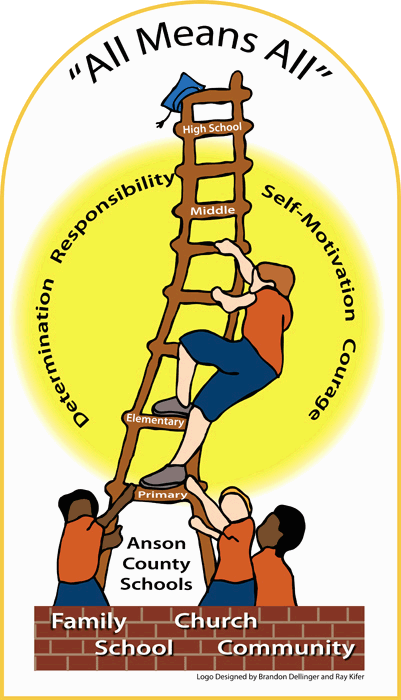 "All Means All"
High School
Middle
Responsibility
Determination
Self-Motivation
Courage
Elementary
Primary
Anson
County
Schools
Family Church
School Community
Logo Designed by Brandon Dellinger and Ray Kifer